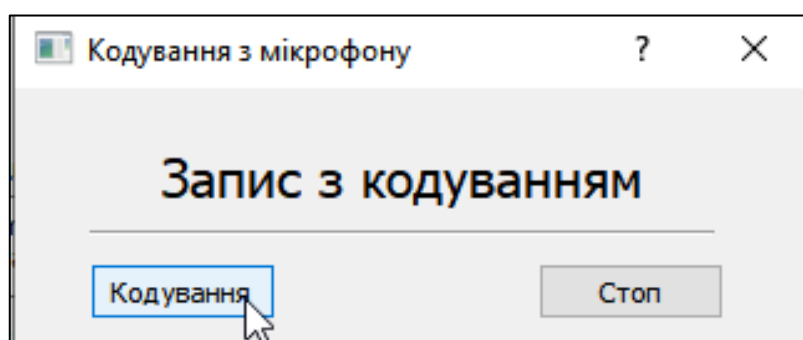 Кодування з мікрофону ?
Запис з кодуванням
Кодування Стоп